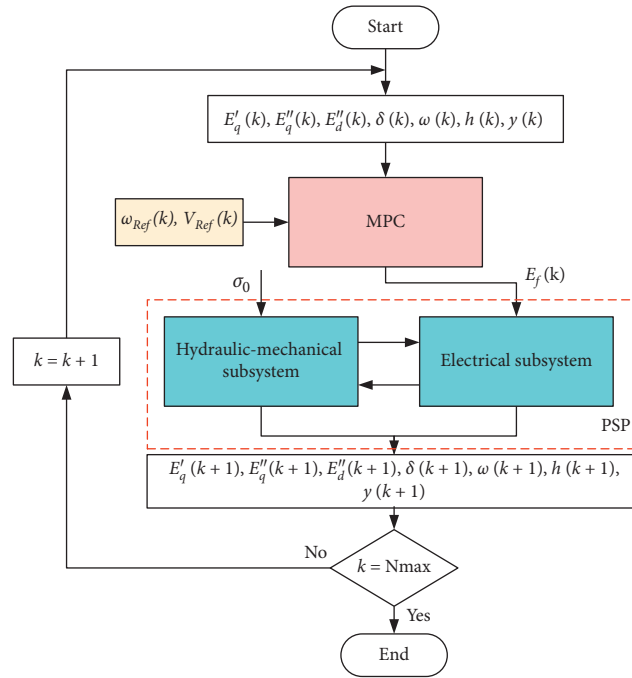 Start
E′q (k), E″q (k), E″d (k), δ (k), ω (k), h (k), y (k)
ωRef(k), VRef(k)
MPC
σ0
Ef (k)
Hydraulic-mechanical
subsystem
Electrical subsystem
k = k + 1
PSP
E′q (k + 1), E″q (k + 1), E″d (k + 1), δ (k + 1), ω (k + 1), h (k + 1),
y (k + 1)
No
k = Nmax
Yes
End